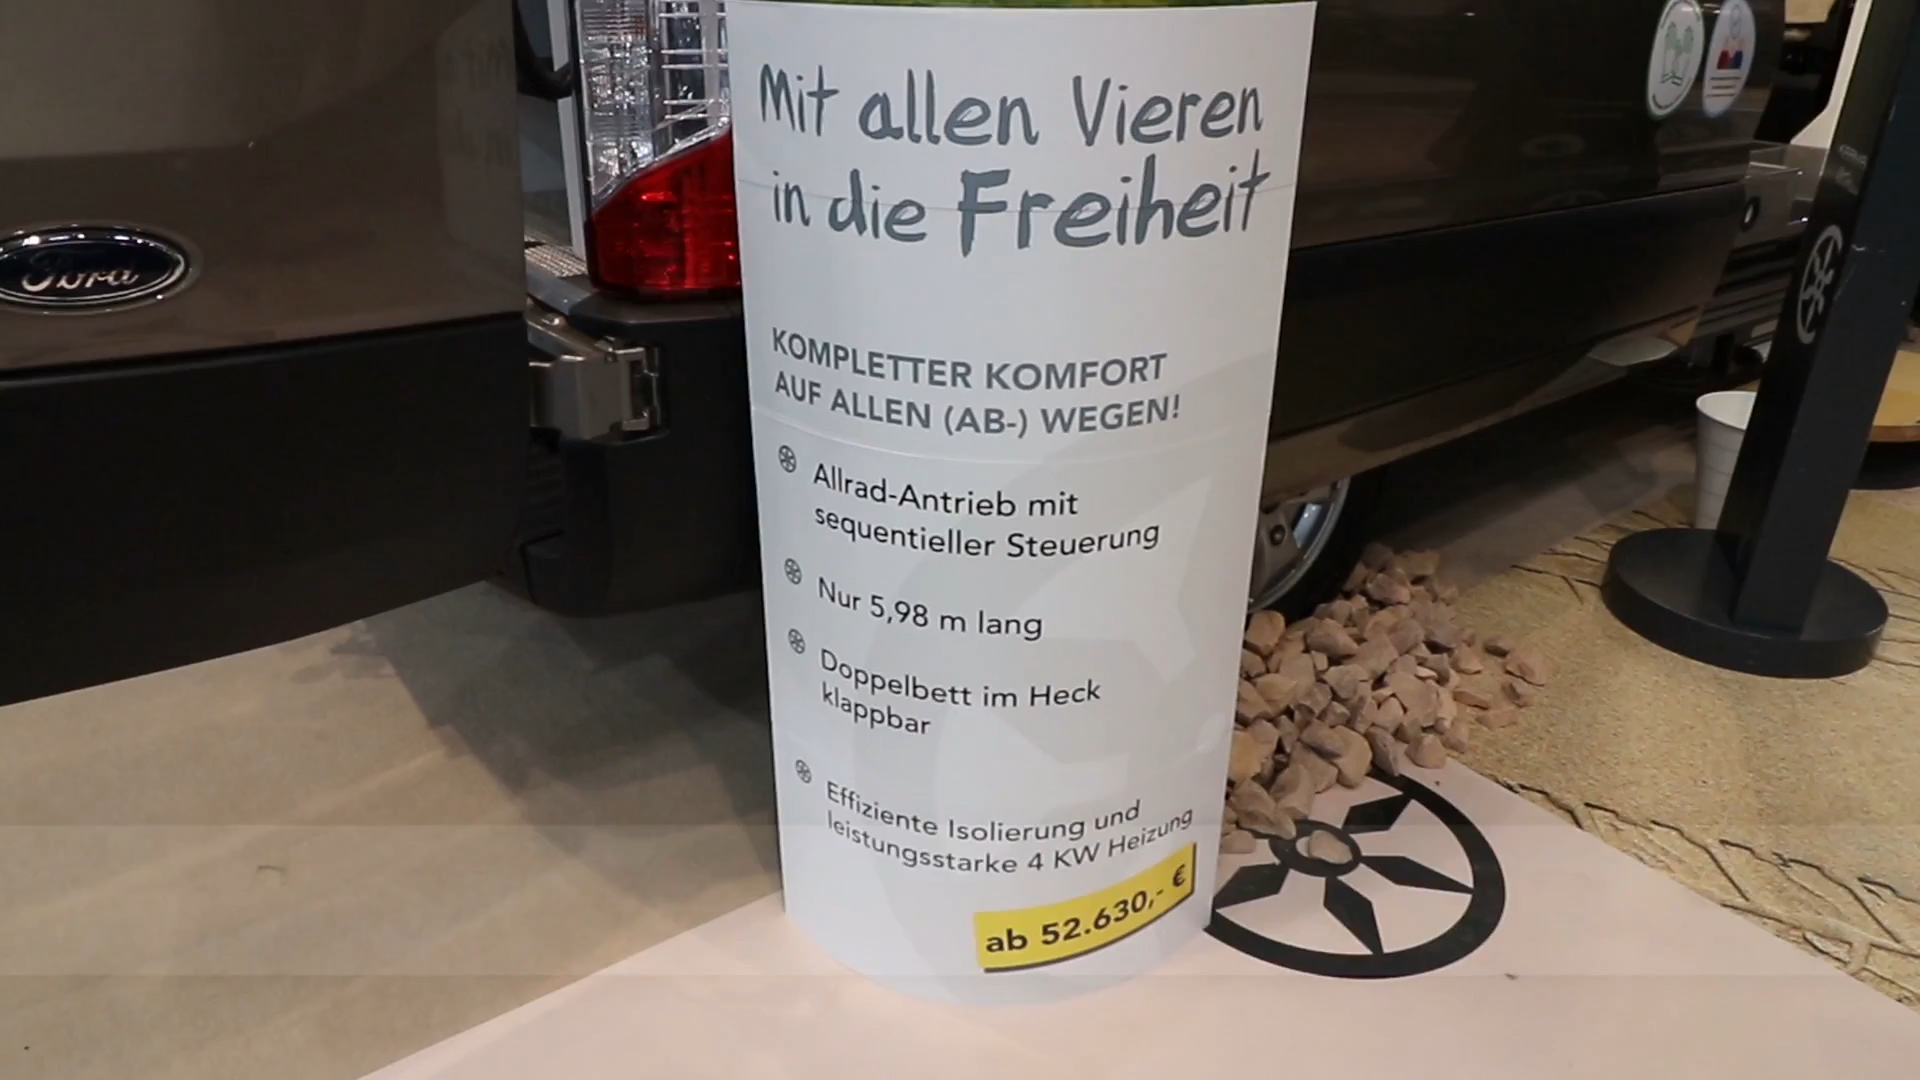 Ford
Mit allen Vieren
in die Freiheit
KOMPLETTER KOMFORT
AUF ALLEN (AB-) WEGEN!
Allrad-Antrieb mit
sequentieller Steuerung
Nur 5,98 m lang
Doppelbett im Heck
klappbar
Effiziente Isolierung und
leistungsstarke 4 KW Heizung
ab 52.630,- €